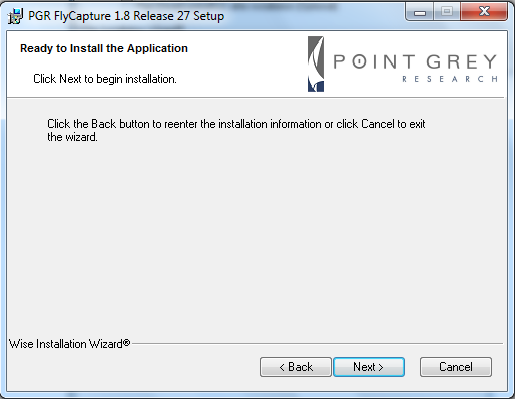 PGR FlyCapture 1.8 Release 27 Setup
Ready to Install the Application
Click Next to begin installation.
POINT GREY
RESEARCH
Click the Back button to reenter the installation information or click Cancel to exit
the wizard.
Wise Installation Wizard®
< Back
Next >
Cancel